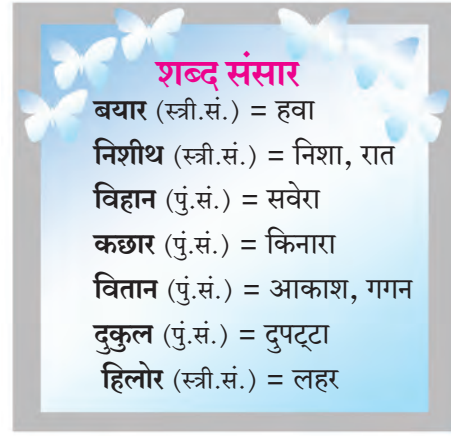 शब्द संसार
बयार (स्त्री.सं.) = हवा
निशीथ (स्त्री.सं.) = निशा, रात
विहान (पुं.सं.) = सवेरा
कछार (पुं.सं.) = किनारा
वितान (पुं.सं.) = आकाश, गगन
दुकुल (पुं.सं.) = दुपट्‌टा
हिलोर (स्त्री.सं.) = लहर